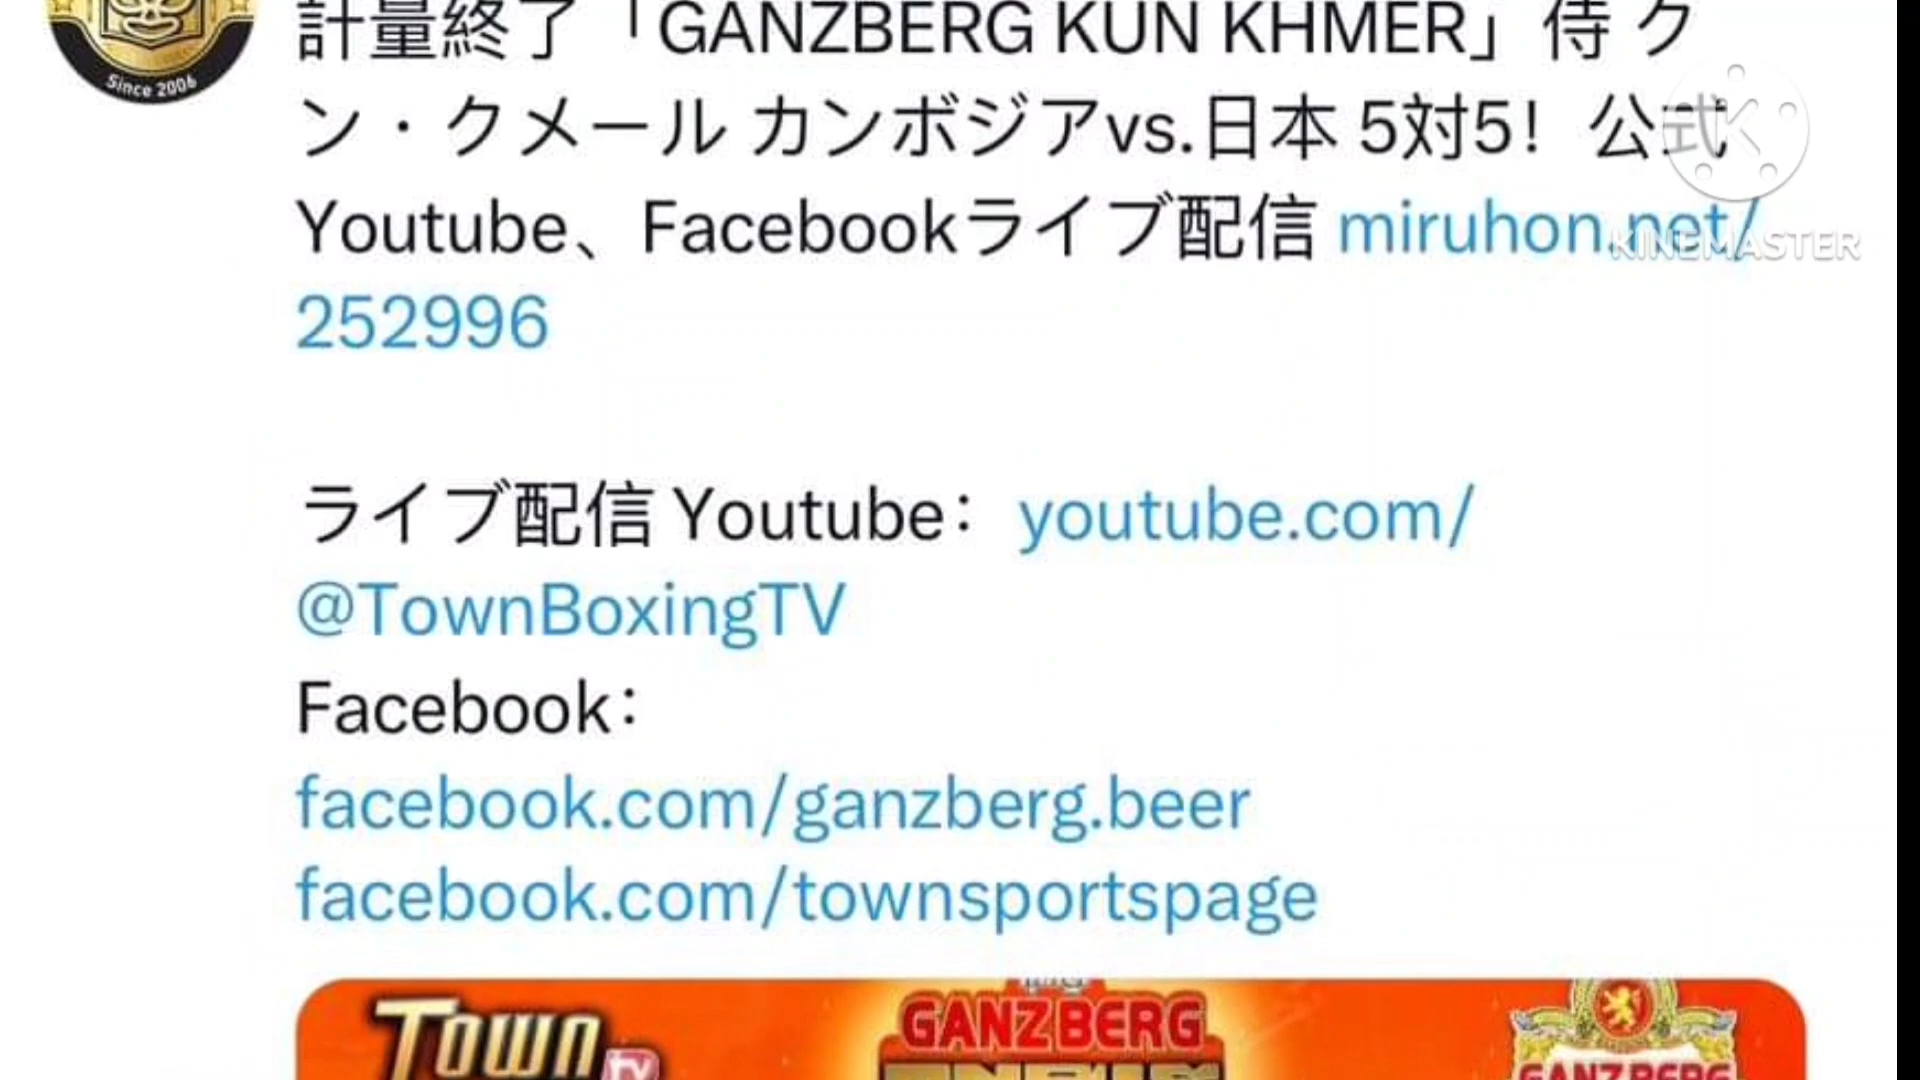 Since 2006
計量終了「GANZBERG KUN KHMER」侍 ク
ン・クメール カンボジアvs.日本 5対5！ 公式
Youtube、Facebookライブ配信 miruhon.net/
KINEMASTER
252996
ライブ配信 Youtube： youtube.com/
@TownBoxingTV
Facebook：
facebook.com/ganzberg.beer
facebook.com/townsportspage
TOWN TV
GANZBERG
GANZBERG